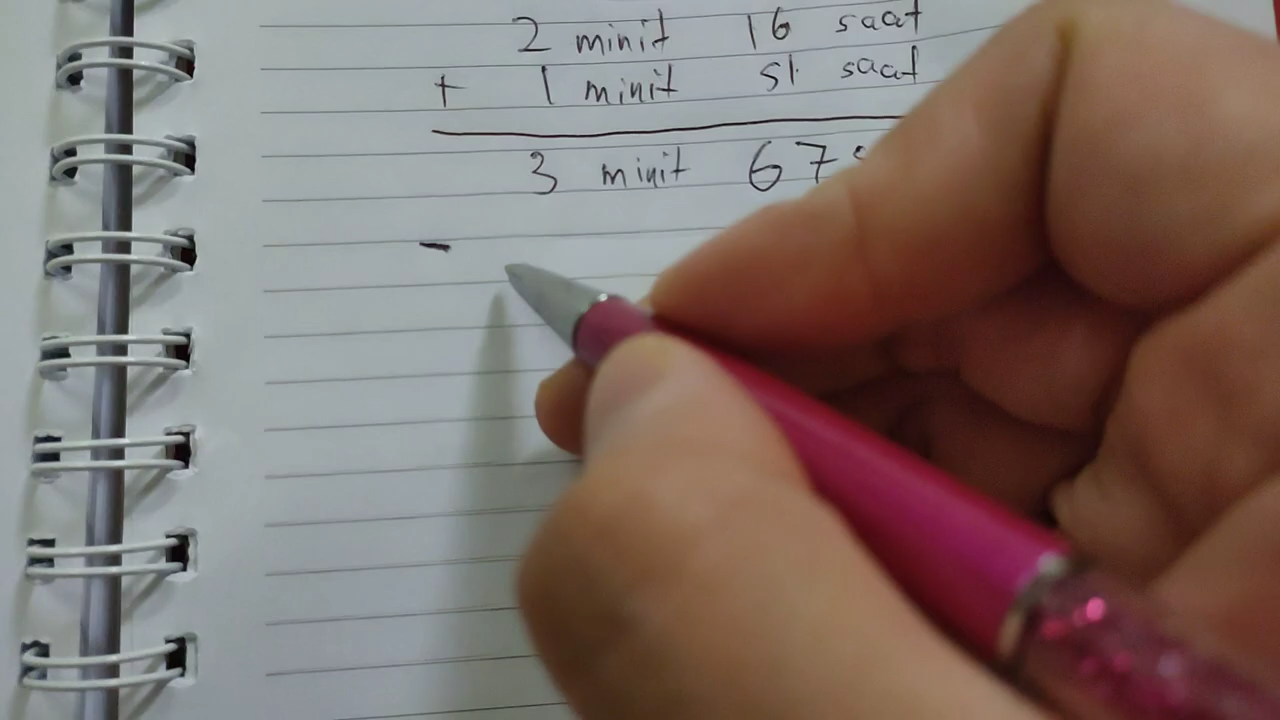 2 minit 16 saat
+ 1 minit 51 saat
3 minit 67
-